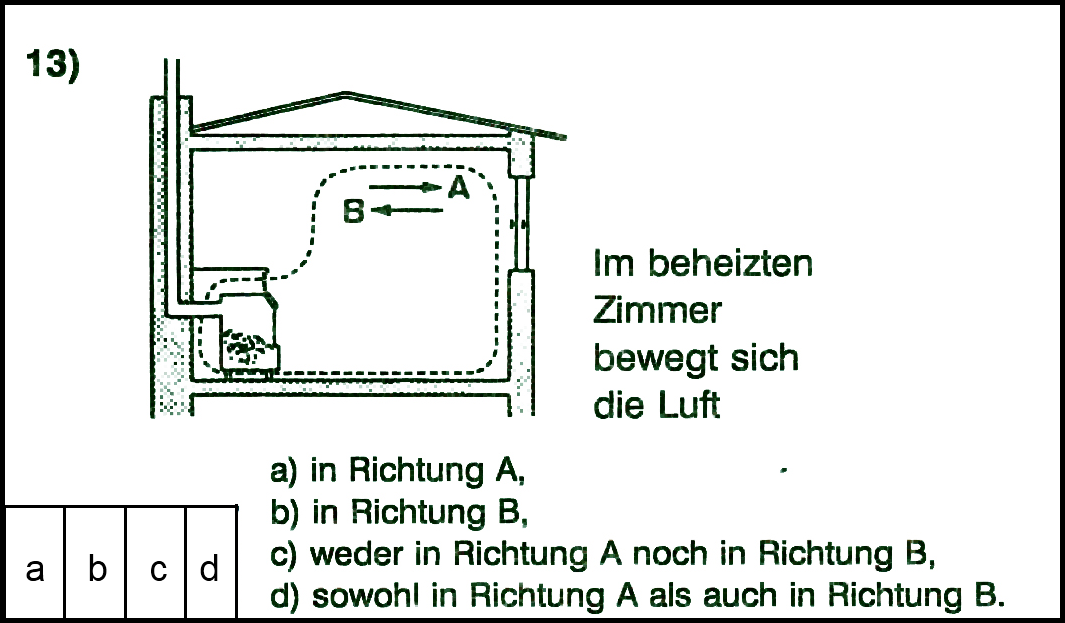 13)
A
B
Im beheizten
Zimmer
bewegt sich
die Luft
a) in Richtung A,
b) in Richtung B,
c) weder in Richtung A noch in Richtung B,
d) sowohl in Richtung A als auch in Richtung B.
a b c d